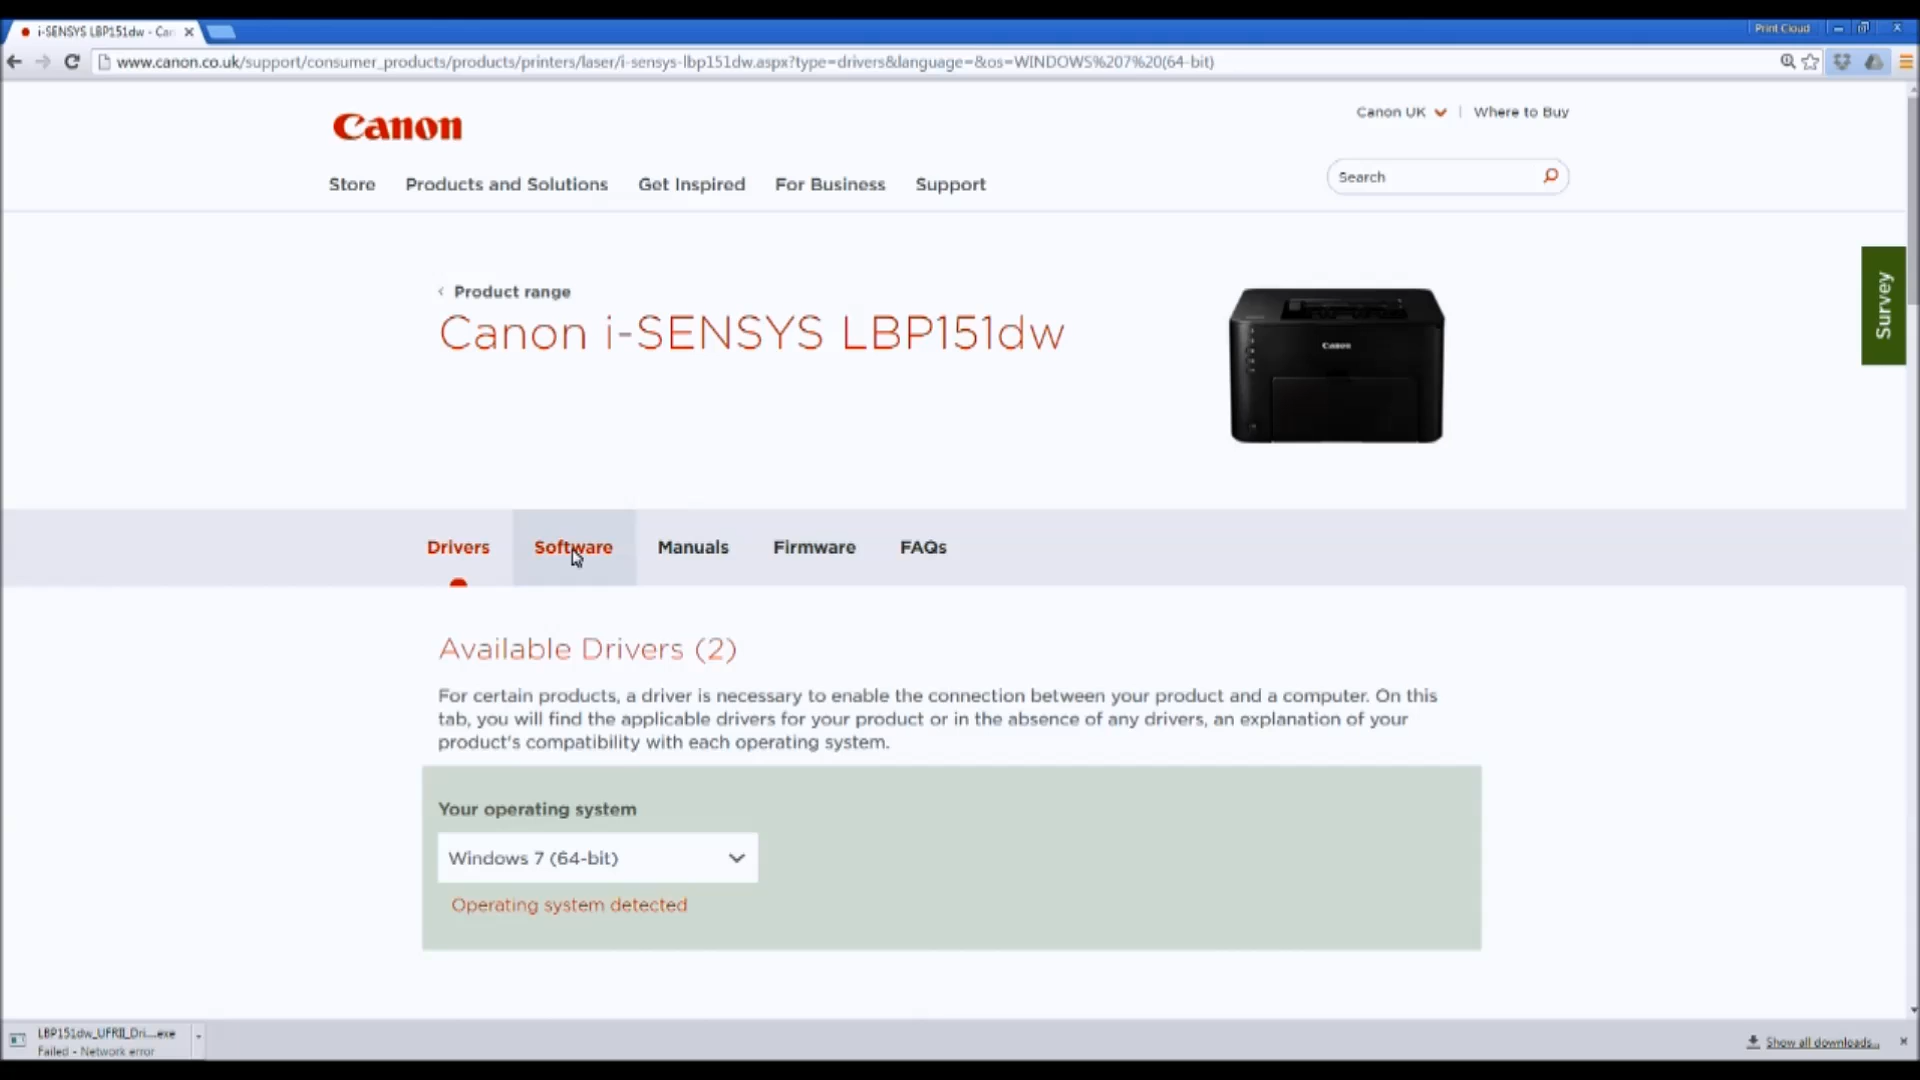 i-SENSYS LBP151dw - Can
Print Cloud
www.canon.co.uk/support/consumer_products/products/printers/laser/i-sensys-lbp151dw.aspx?type=drivers&language=&os=WINDOWS%207%20(64-bit)
Canon
Canon UK | Where to Buy
Store Products and Solutions Get Inspired For Business Support
Search
Survey
Product range
Canon i-SENSYS LBP151dw
Canon
Drivers Software Manuals Firmware FAQs
Available Drivers (2)
For certain products, a driver is necessary to enable the connection between your product and a computer. On this
tab, you will find the applicable drivers for your product or in the absence of any drivers, an explanation of your
product's compatibility with each operating system.
Your operating system
Windows 7 (64-bit)
Operating system detected
LBP151dw_UFRII_Dri....exe
Failed - Network error
Show all downloads...